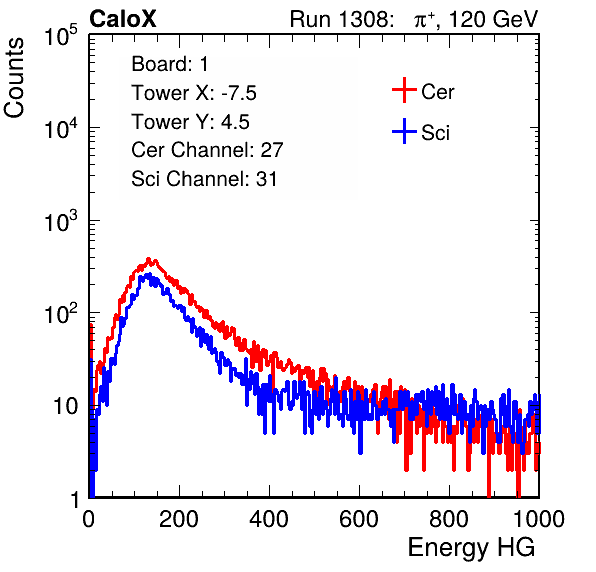 CaloX Run 1308: π⁺, 120 GeV
Counts
Board: 1
Tower X: -7.5
Tower Y: 4.5
Cer Channel: 27
Sci Channel: 31
Cer
Sci
10⁵
10⁴
10³
10²
10
1
0 200 400 600 800 1000
Energy HG